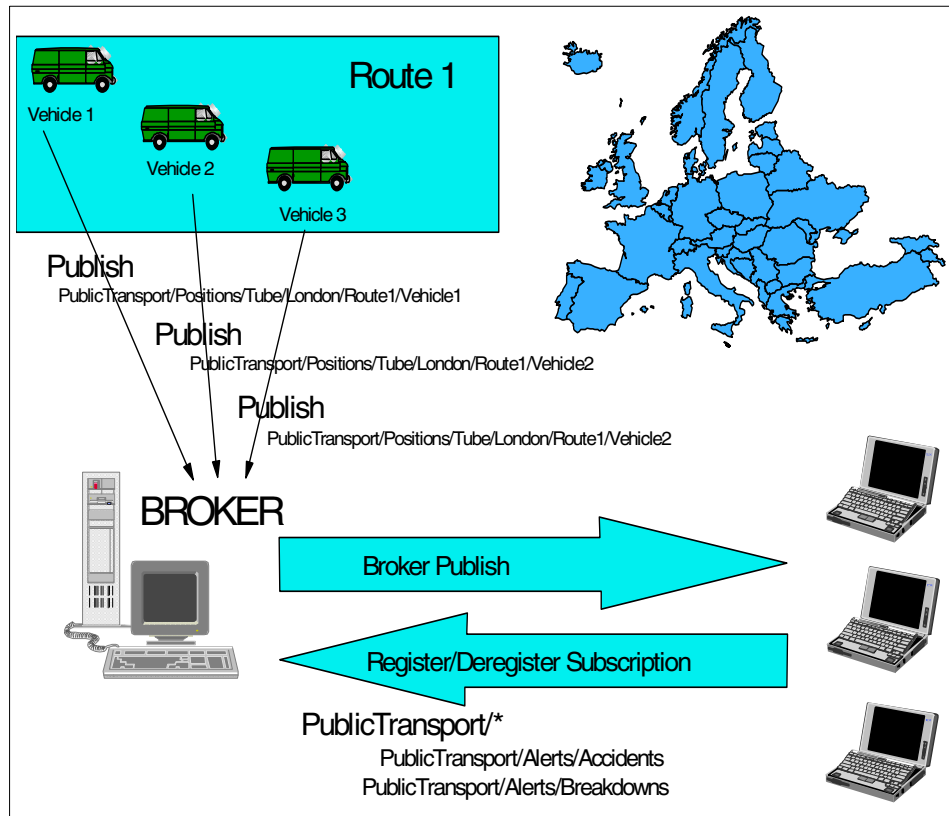 Route 1
Vehicle 1
Vehicle 2
Vehicle 3
Publish
PublicTransport/Positions/Tube/London/Route1/Vehicle1
Publish
PublicTransport/Positions/Tube/London/Route1/Vehicle2
Publish
PublicTransport/Positions/Tube/London/Route1/Vehicle2
BROKER
Broker Publish
Register/Deregister Subscription
PublicTransport/*
PublicTransport/Alerts/Accidents
PublicTransport/Alerts/Breakdowns